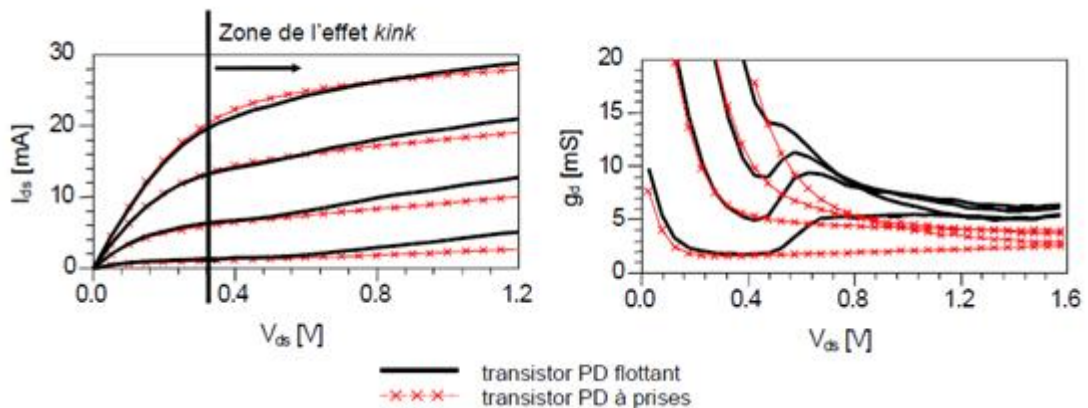 Zone de l'effet kink
30
20
10
0
0.0 0.4 0.8 1.2
Ids [mA]
Vds [V]
20
15
10
5
0
0.0 0.4 0.8 1.2 1.6
gd [mS]
Vds [V]
transistor PD flottant
transistor PD à prises